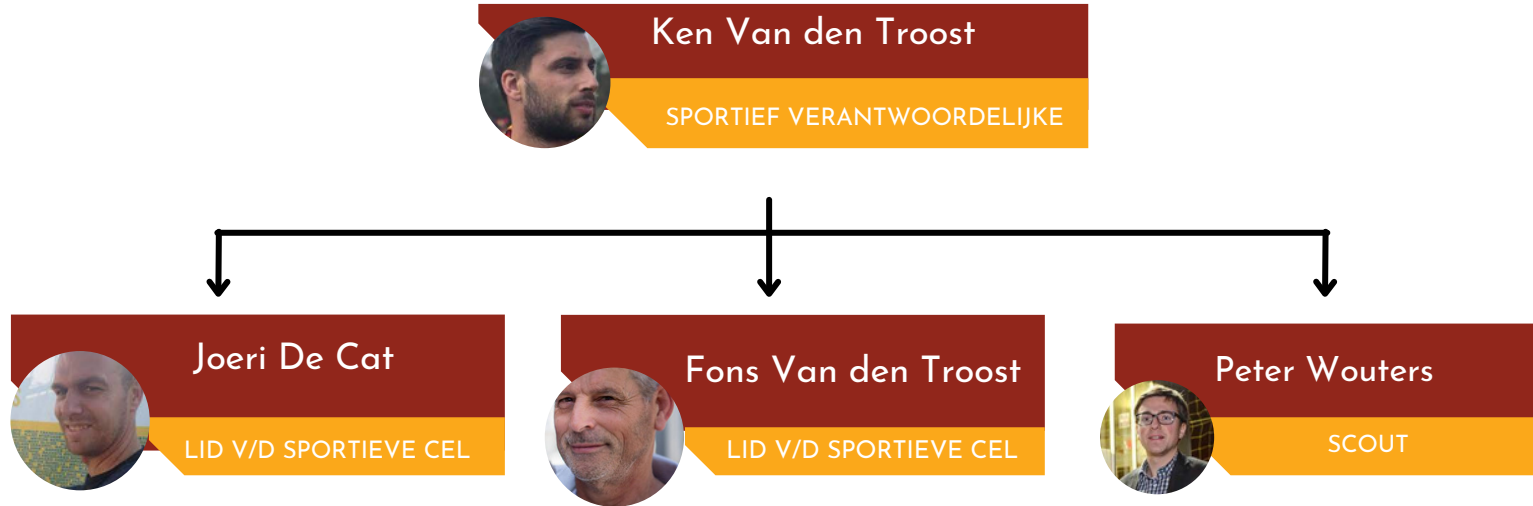 Ken Van den Troost
SPORTIEF VERANTWOORDELIJKE
Joeri De Cat
LID V/D SPORTIEVE CEL
Fons Van den Troost
LID V/D SPORTIEVE CEL
Peter Wouters
SCOUT